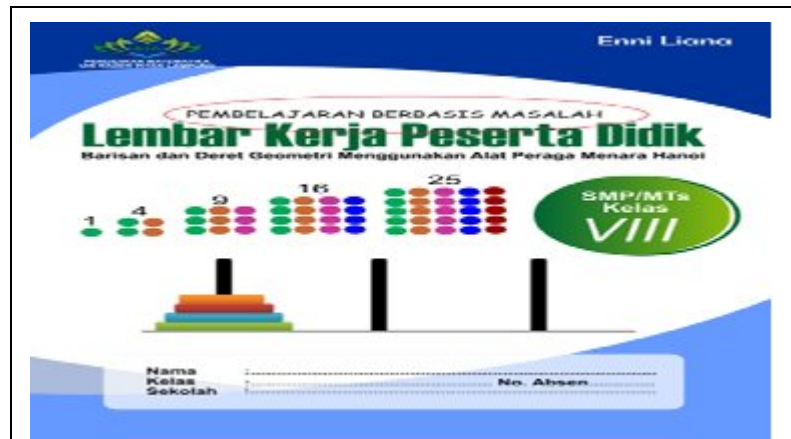 Enni Liana
PEMBELAJARAN BERBASIS MASALAH
Lembar Kerja Peserta Didik
Barisan dan Deret Geometri Menggunakan Alat Peraga Menara Hanoi
1 4 9 16 25
SMP/MTs
Kelas
VIII
Nama :
Kelas : No. Absen
Sekolah :